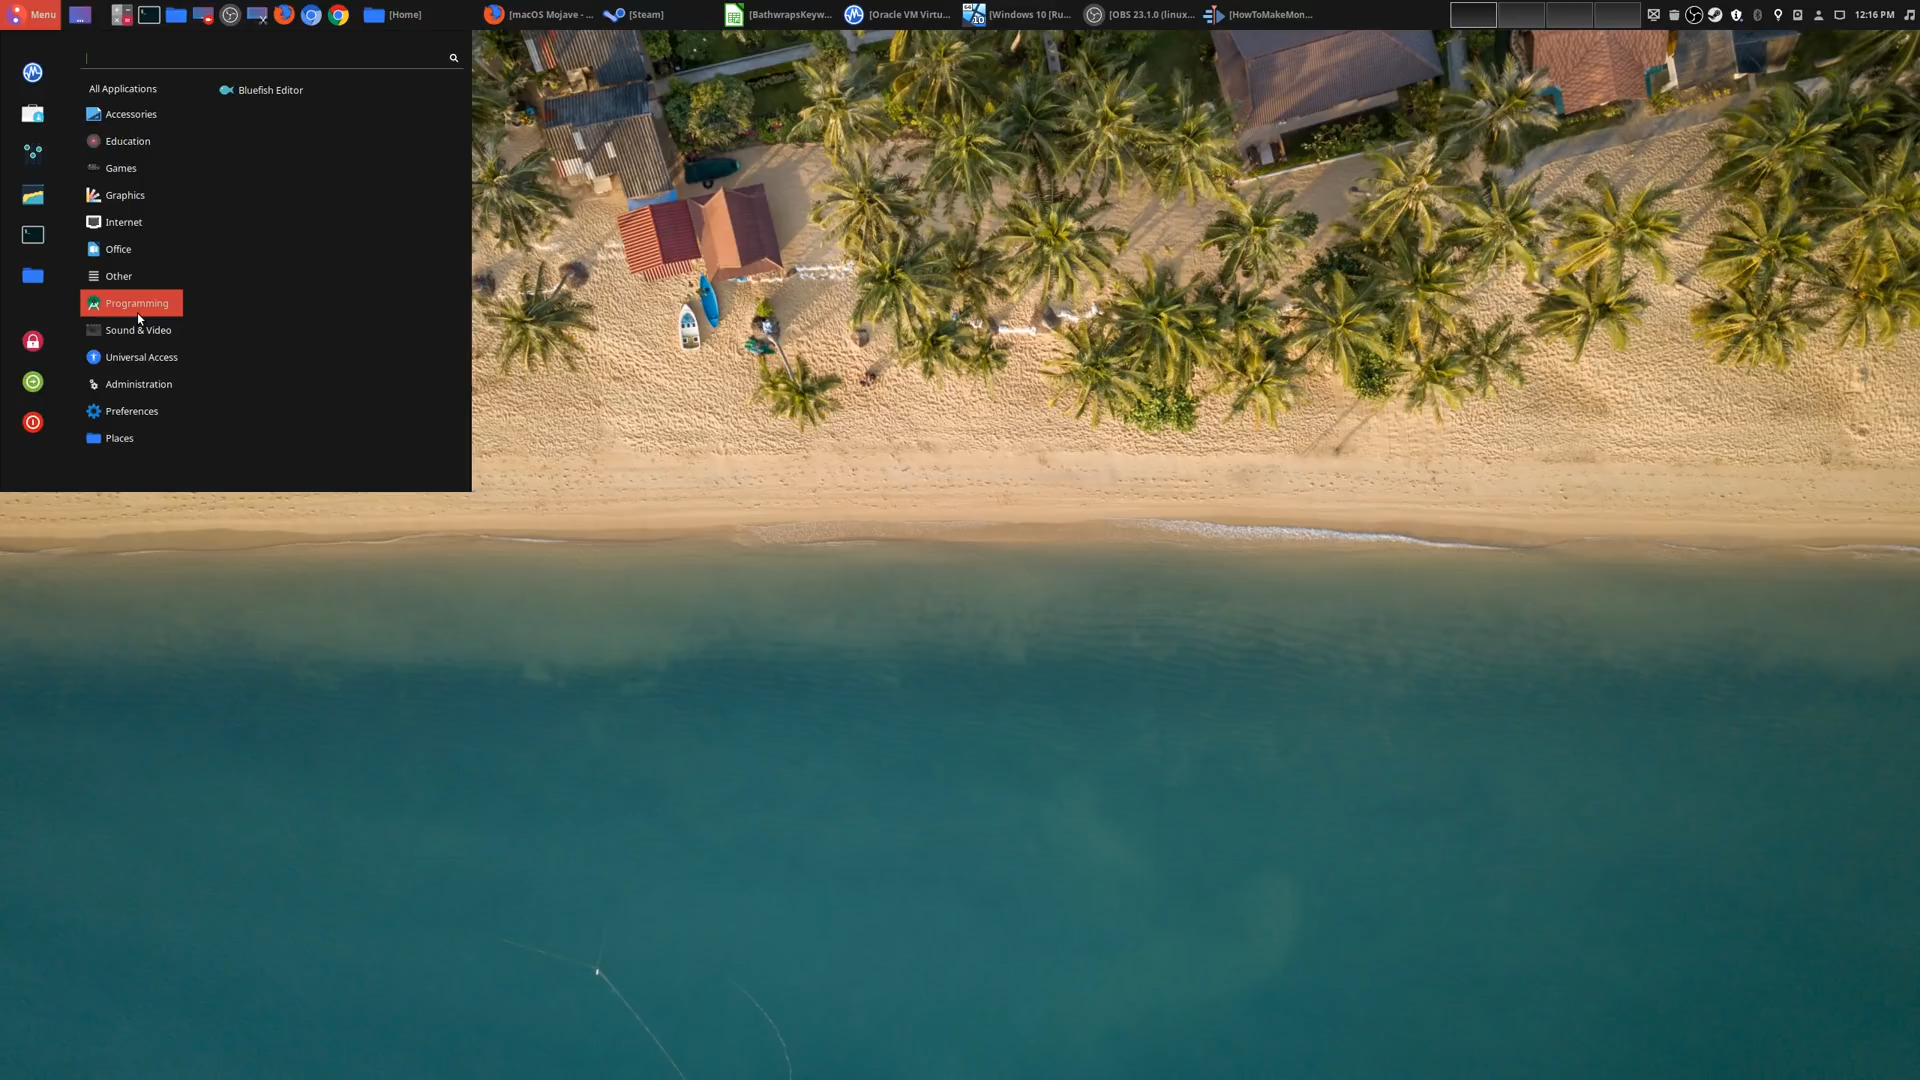 Menu
[Home]
[macOS Mojave - ...
[Steam]
[BathwrapsKeyw...
[Oracle VM Virtu...
[Windows 10 [Ru...
[OBS 23.1.0 (linux...
[HowToMakeMon...
12:16 PM
All Applications
Bluefish Editor
Accessories
Education
Games
Graphics
Internet
Office
Other
Programming
Sound & Video
Universal Access
Administration
Preferences
Places